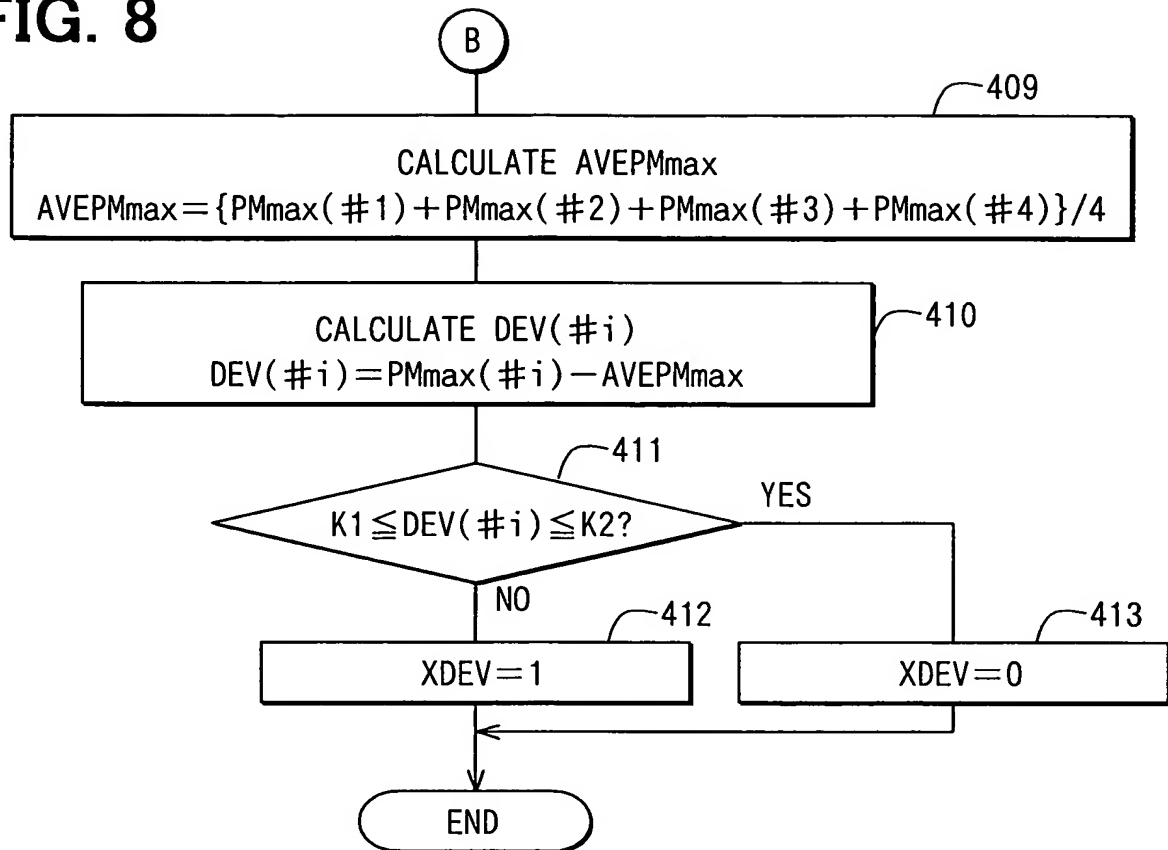 FIG. 8
B
409
CALCULATE AVEPMmax
AVEPMmax={PMmax(#1)+PMmax(#2)+PMmax(#3)+PMmax(#4)}/4
410
CALCULATE DEV(#i)
DEV(#i)=PMmax(#i)−AVEPMmax
411
K1≦DEV(#i)≦K2?
YES
NO
412
XDEV=1
413
XDEV=0
END